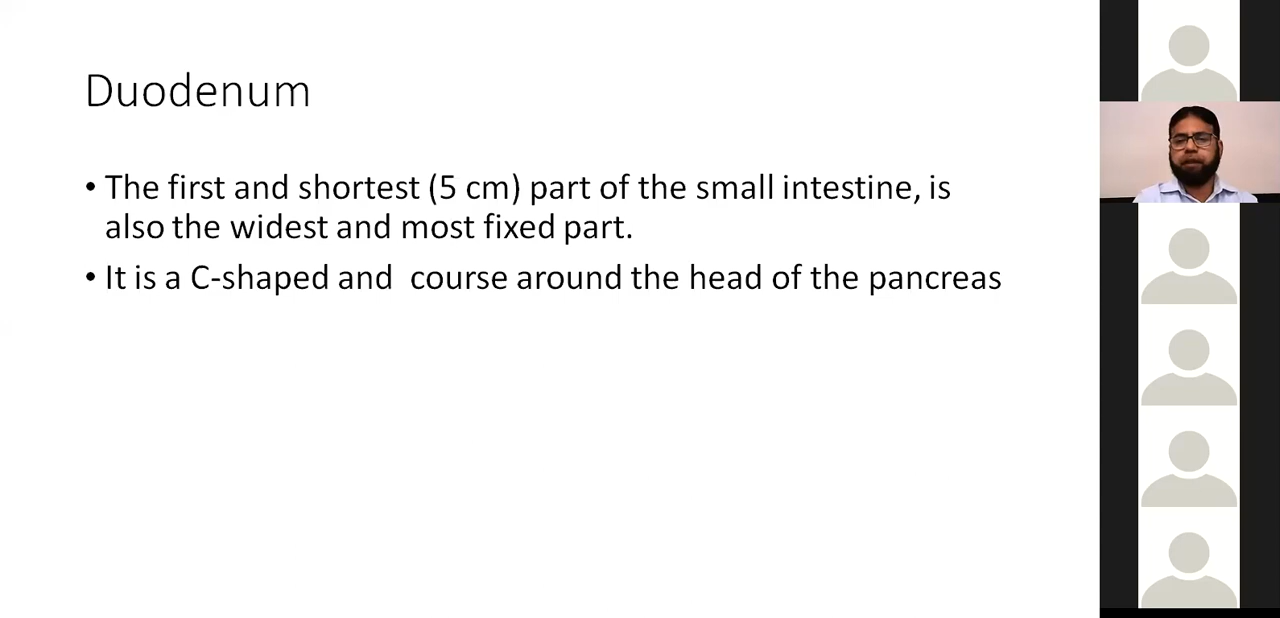 Duodenum
• The first and shortest (5 cm) part of the small intestine, is
also the widest and most fixed part.
• It is a C-shaped and  course around the head of the pancreas